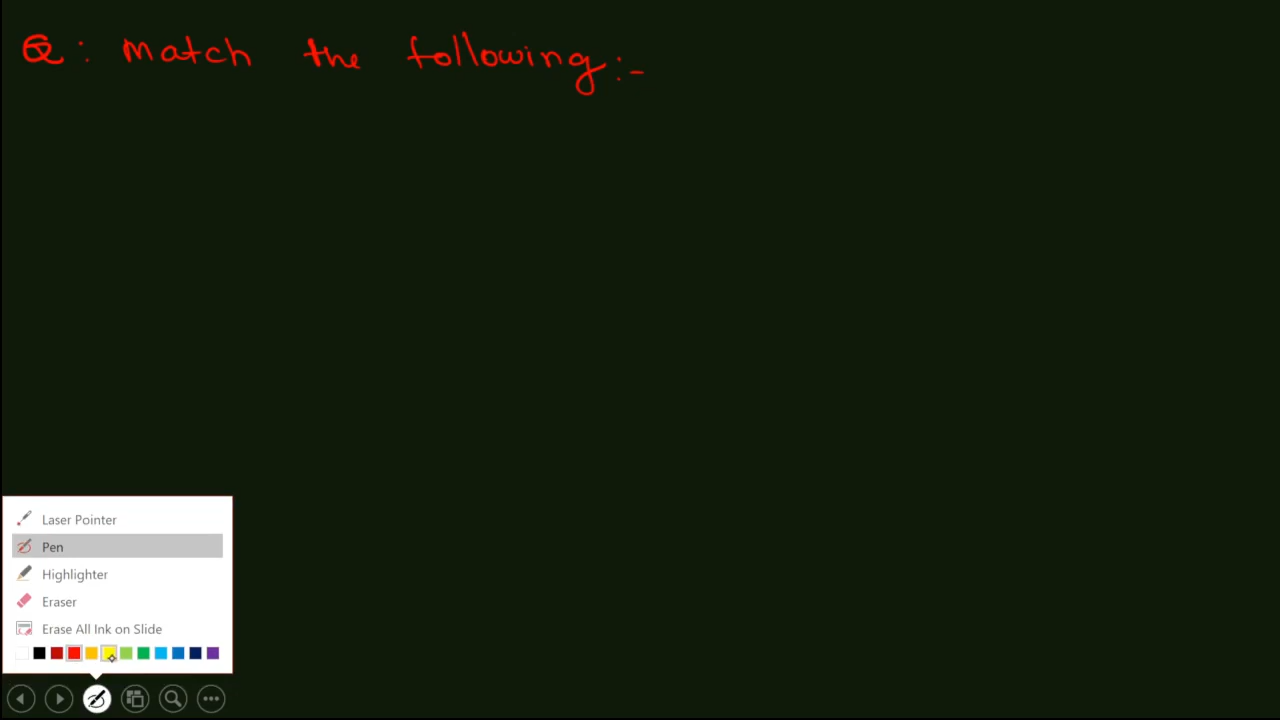 Q: Match the following:-
Laser Pointer
Pen
Highlighter
Eraser
Erase All Ink on Slide